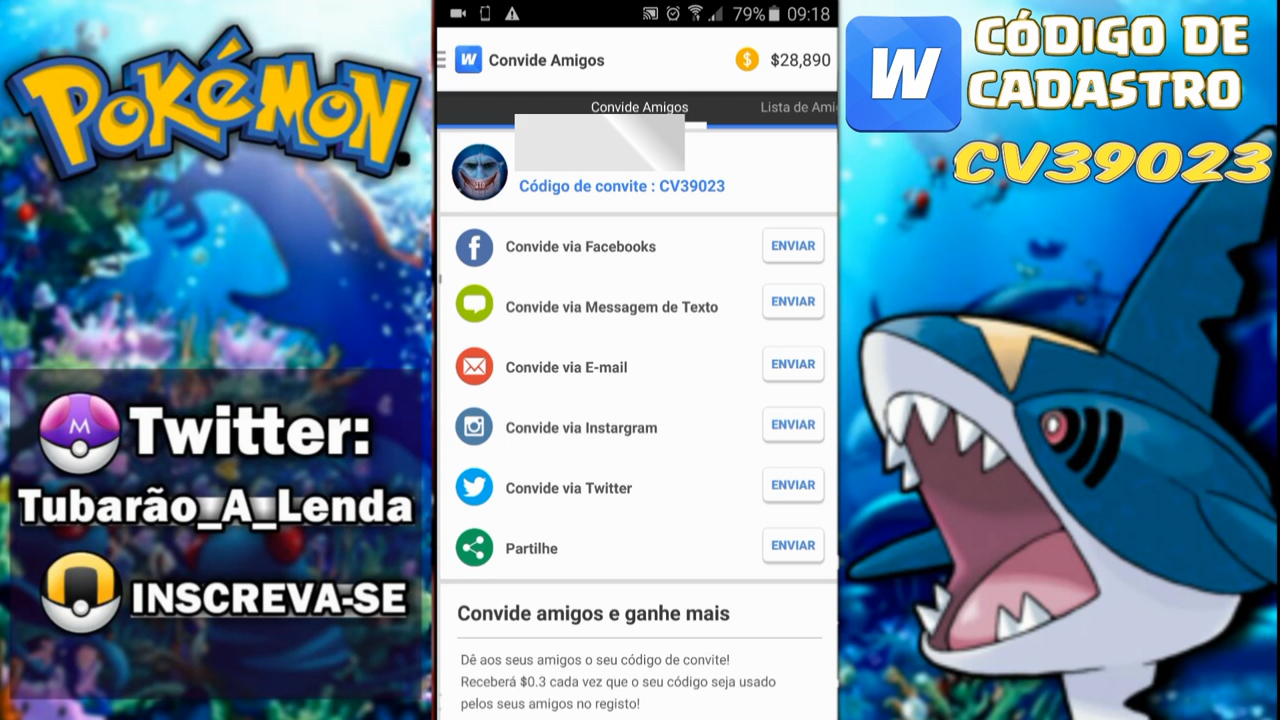 POKÉMON
Twitter:
Tubarão_A_Lenda
INSCREVA-SE
79% 09:18
W Convide Amigos $ $28,890
Convide Amigos Lista de Ami
Código de convite : CV39023
Convide via Facebooks ENVIAR
Convide via Messagem de Texto ENVIAR
Convide via E-mail ENVIAR
Convide via Instargram ENVIAR
Convide via Twitter ENVIAR
Partilhe ENVIAR
Convide amigos e ganhe mais
Dê aos seus amigos o seu código de convite!
Receberá $0.3 cada vez que o seu código seja usado
pelos seus amigos no registo!
W
CÓDIGO DE
CADASTRO
CV39023
M